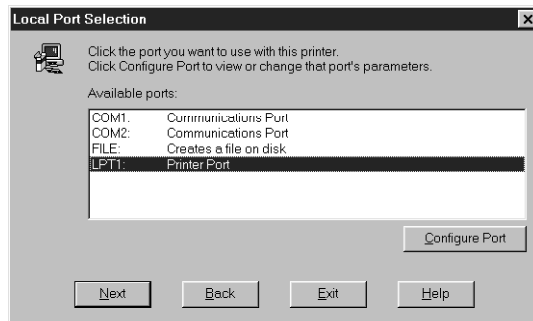 Local Port Selection
Click the port you want to use with this printer.
Click Configure Port to view or change that port's parameters.
Available ports:
COM1: Communications Port
COM2: Communications Port
FILE: Creates a file on disk
LPT1: Printer Port
Configure Port
Next Back Exit Help